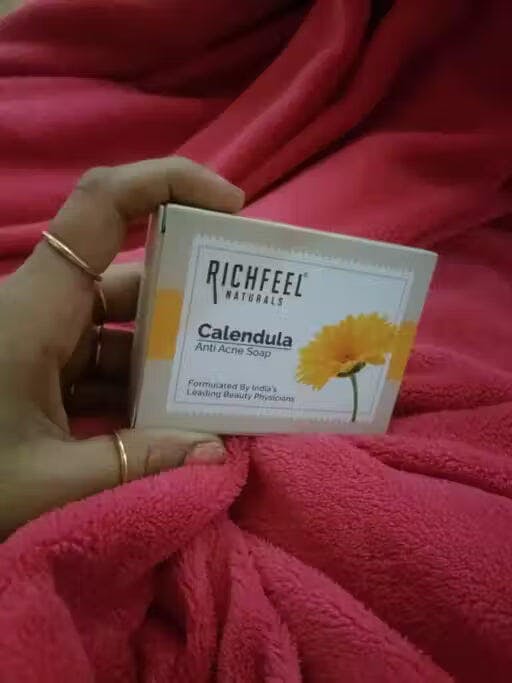 RICHFEEL®
NATURALS
Calendula
Anti Acne Soap
Formulated By India's
Leading Beauty Physicians